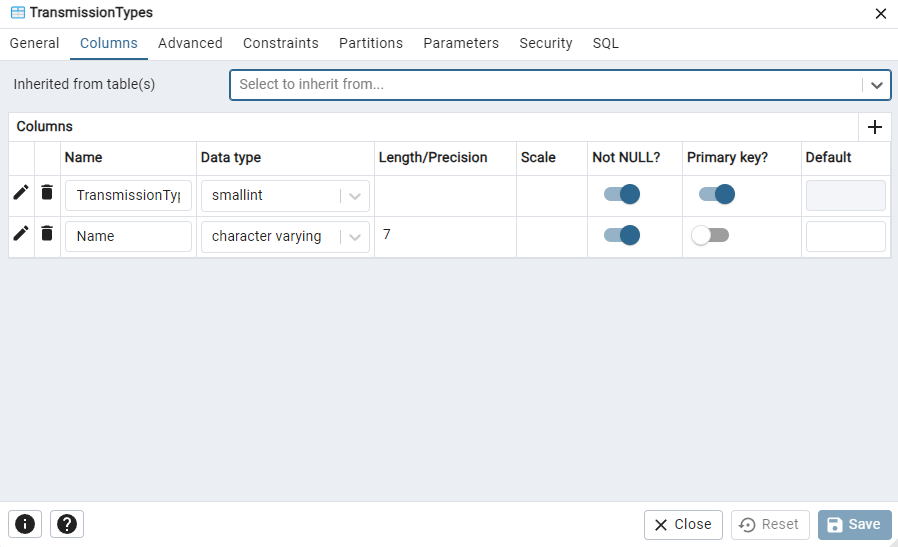 TransmissionTypes
General Columns Advanced Constraints Partitions Parameters Security SQL
Inherited from table(s) Select to inherit from...
Columns
Name Data type Length/Precision Scale Not NULL? Primary key? Default
TransmissionTyp smallint
Name character varying 7
Close Reset Save